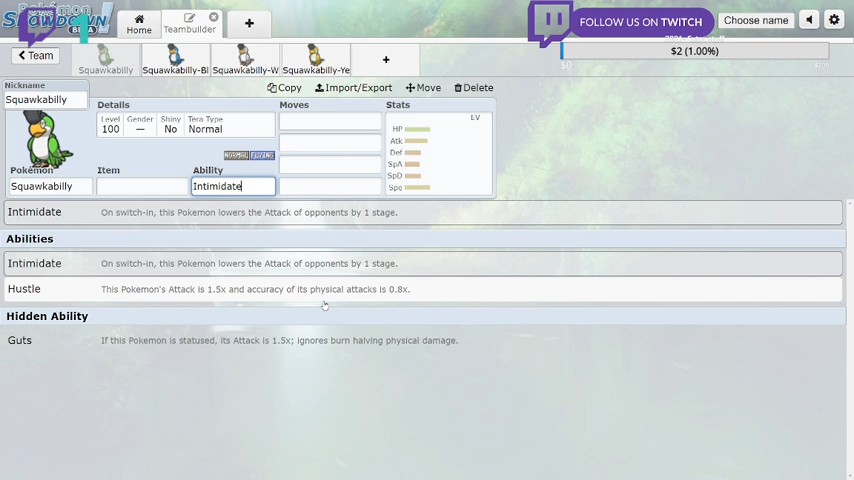 Pokémon
SHOWDOWN!
BETA
Home
Teambuilder
+
FOLLOW US ON TWITCH
Choose name
$2 (1.00%)
$0
Team
Squawkabilly
Squawkabilly-Bl
Squawkabilly-W
Squawkabilly-Ye
+
Copy
Import/Export
Move
Delete
Nickname
Squawkabilly
Details
Level
Gender
Shiny
Tera Type
100
—
No
Normal
NORMAL
FLYING
Pokémon
Item
Ability
Squawkabilly
Intimidate
Moves
Stats
EV
HP
Atk
Def
SpA
SpD
Spe
Intimidate
On switch-in, this Pokemon lowers the Attack of opponents by 1 stage.
Abilities
Intimidate
On switch-in, this Pokemon lowers the Attack of opponents by 1 stage.
Hustle
This Pokemon's Attack is 1.5x and accuracy of its physical attacks is 0.8x.
Hidden Ability
Guts
If this Pokemon is statused, its Attack is 1.5x; ignores burn halving physical damage.